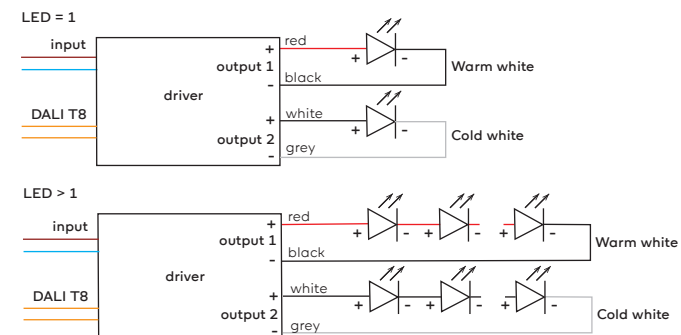 LED = 1
input
+
red
output 1
+
-
Warm white
-
black
driver
DALI T8
+
white
output 2
+
-
Cold white
-
grey
LED > 1
input
+
red
output 1
+ - + - + -
Warm white
-
black
driver
DALI T8
+
white
output 2
+ - + - + -
Cold white
-
grey